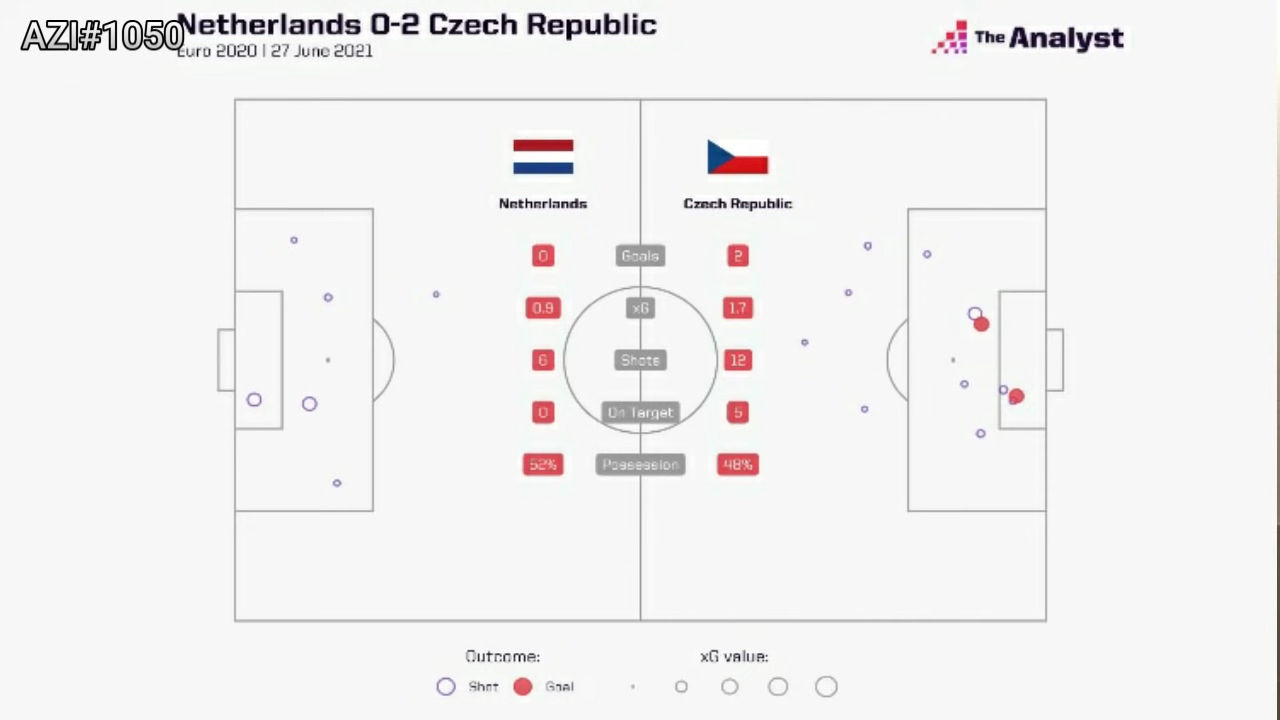 AZI#1050
Netherlands 0-2 Czech Republic
Euro 2020 | 27 June 2021
The Analyst
Netherlands
Czech Republic
0 Goals 2
0.9 xG 1.7
6 Shots 12
0 On Target 5
52% Possession 48%
Outcome:
xG value:
Shot
Goal